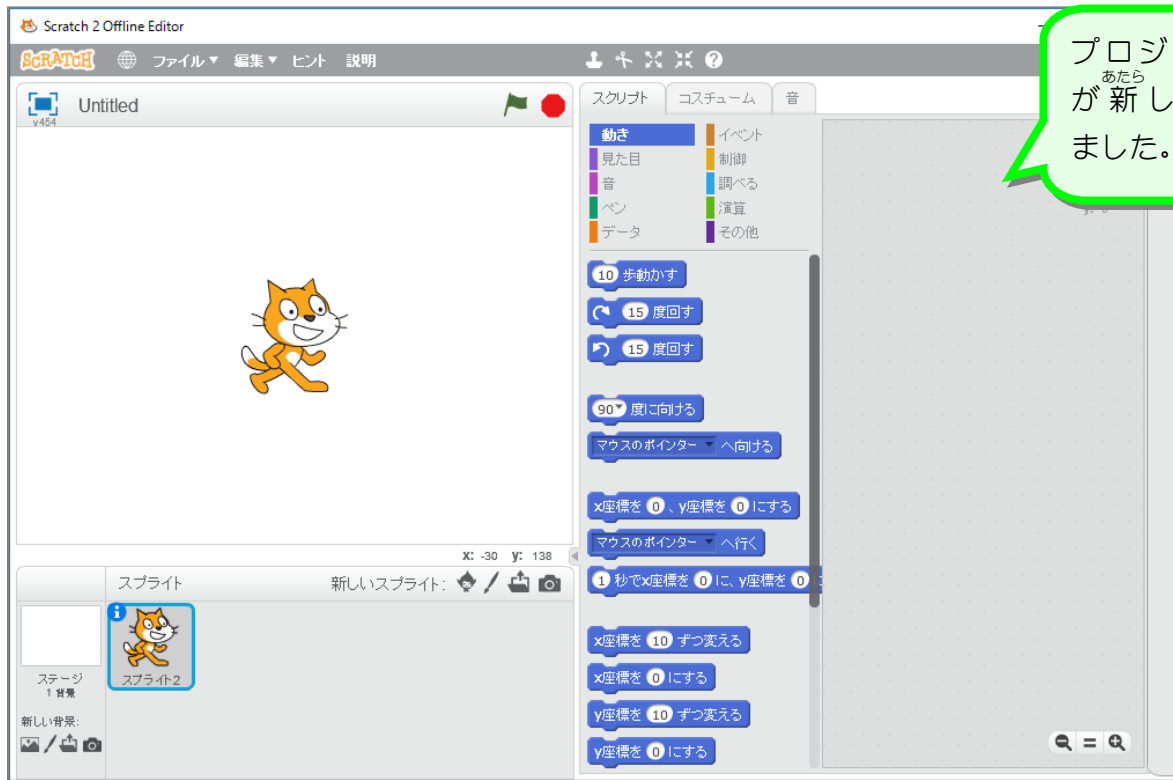 Scratch 2 Offline Editor
SCRATCH ファイル▼ 編集▼ ヒント 説明
プロジ
あたら
が新し
ました。
Untitled
v454
スクリプト コスチューム 音
動き イベント
見た目 制御
音 調べる
ペン 演算
データ その他
10 歩動かす
15 度回す
15 度回す
90▼ 度に向ける
マウスのポインター ▼ へ向ける
x座標を 0 、y座標を 0 にする
マウスのポインター ▼ へ行く
1 秒でx座標を 0 に、y座標を 0
x座標を 10 ずつ変える
x座標を 0 にする
y座標を 10 ずつ変える
y座標を 0 にする
x: -30 y: 138
スプライト 新しいスプライト:
ステージ
1 背景
スプライト2
新しい背景: